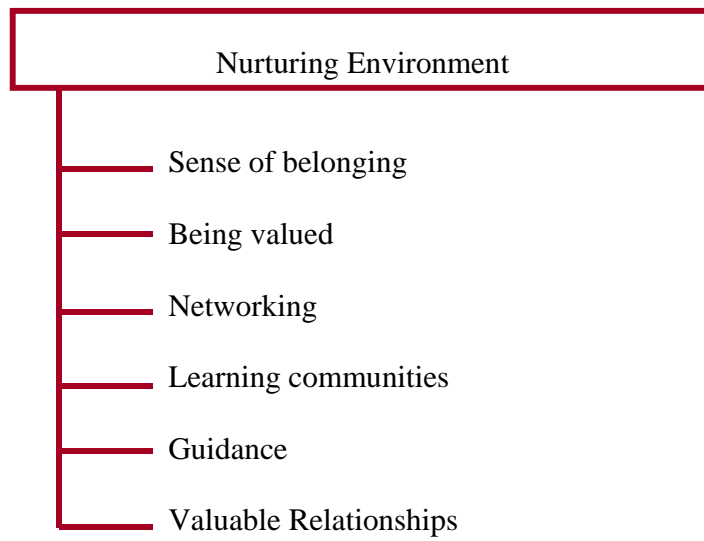 Nurturing Environment
Sense of belonging
Being valued
Networking
Learning communities
Guidance
Valuable Relationships